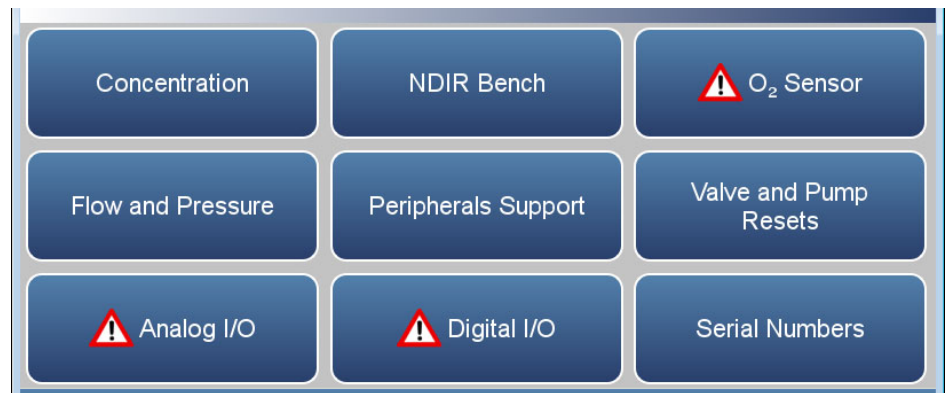 Concentration
NDIR Bench
O₂ Sensor
Flow and Pressure
Peripherals Support
Valve and Pump
Resets
Analog I/O
Digital I/O
Serial Numbers